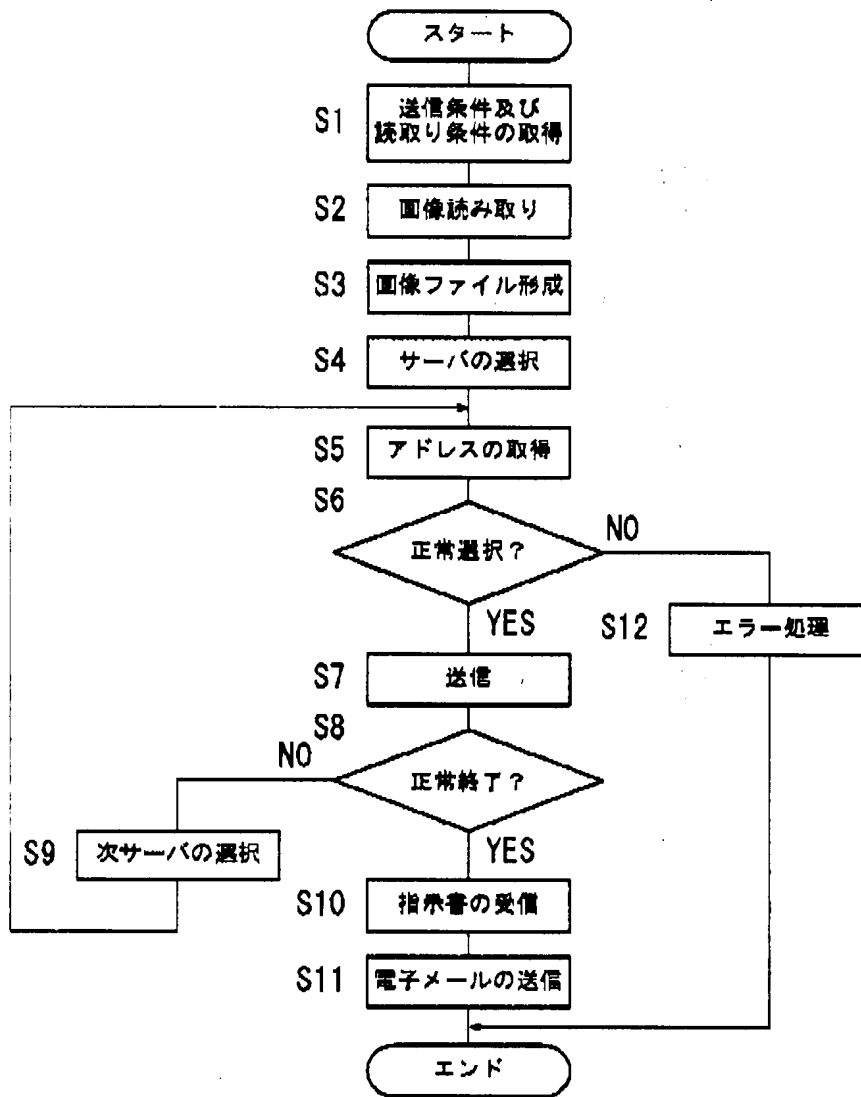 スタート
S1
送信条件及び
読取り条件の取得
S2
画像読み取り
S3
画像ファイル形成
S4
サーバの選択
S5
アドレスの取得
S6
正常選択?
NO
YES
S12
エラー処理
S7
送信
S8
NO
正常終了?
YES
S9
次サーバの選択
S10
指示書の受信
S11
電子メールの送信
エンド